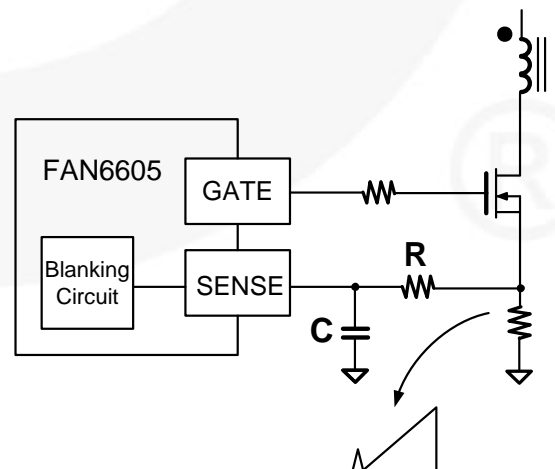 FAN6605
GATE
Blanking
Circuit
SENSE
R
C
®